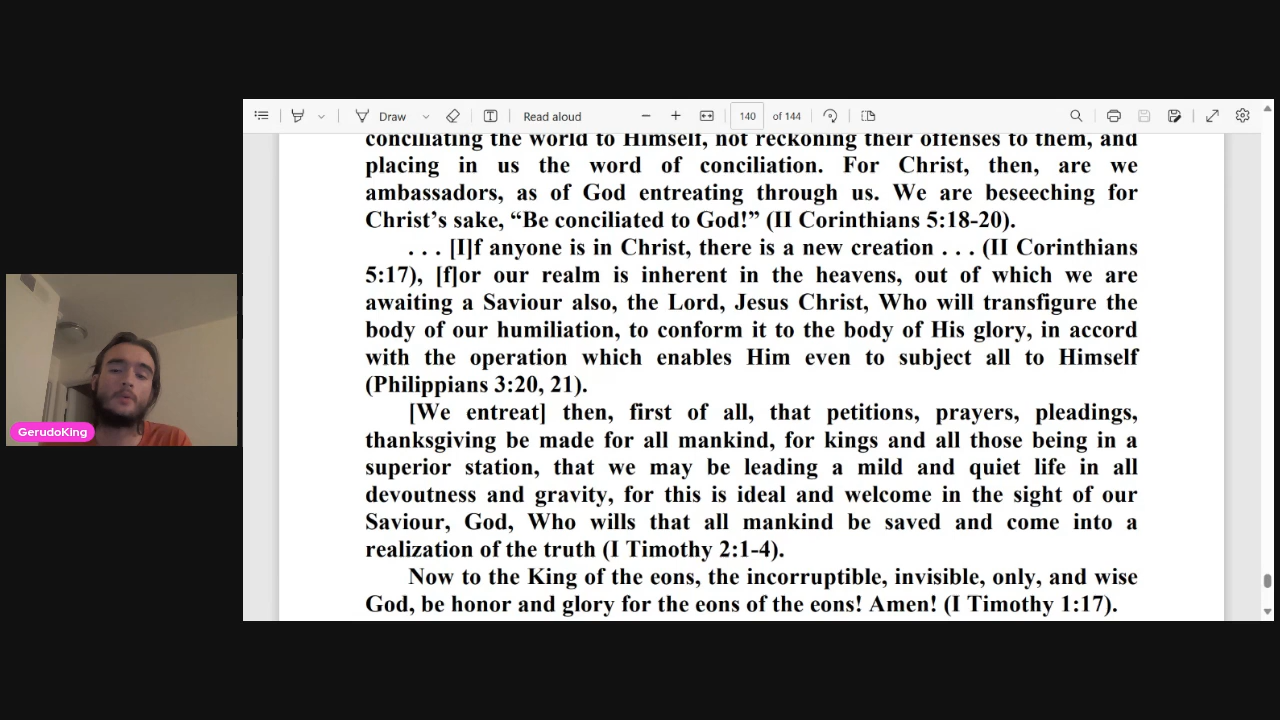 Draw
Read aloud
140
of 144
conciliating the world to Himself, not reckoning their offenses to them, and
placing in us the word of conciliation. For Christ, then, are we
ambassadors, as of God entreating through us. We are beseeching for
Christ’s sake, “Be conciliated to God!” (II Corinthians 5:18-20).
. . . [I]f anyone is in Christ, there is a new creation . . . (II Corinthians
5:17), [f]or our realm is inherent in the heavens, out of which we are
awaiting a Saviour also, the Lord, Jesus Christ, Who will transfigure the
body of our humiliation, to conform it to the body of His glory, in accord
with the operation which enables Him even to subject all to Himself
(Philippians 3:20, 21).
[We entreat] then, first of all, that petitions, prayers, pleadings,
thanksgiving be made for all mankind, for kings and all those being in a
superior station, that we may be leading a mild and quiet life in all
devoutness and gravity, for this is ideal and welcome in the sight of our
Saviour, God, Who wills that all mankind be saved and come into a
realization of the truth (I Timothy 2:1-4).
Now to the King of the eons, the incorruptible, invisible, only, and wise
God, be honor and glory for the eons of the eons! Amen! (I Timothy 1:17).
GerudoKing